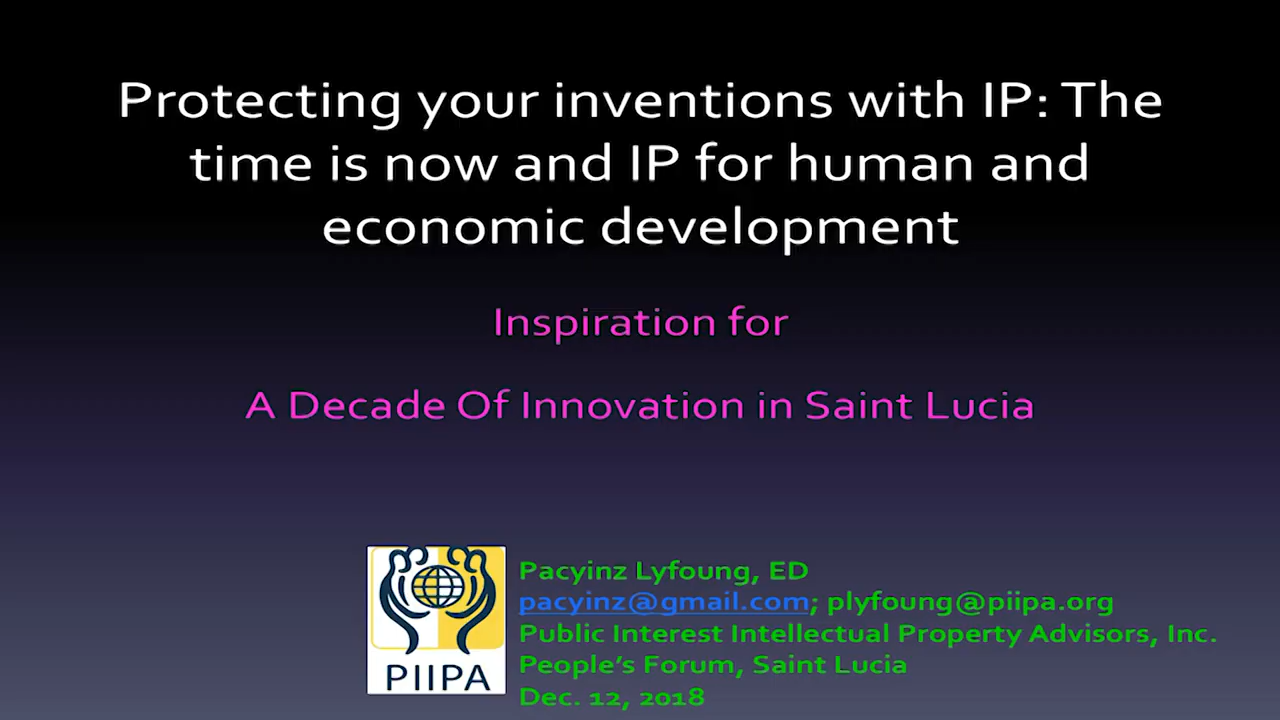 Protecting your inventions with IP: The
time is now and IP for human and
economic development
Inspiration for
A Decade Of Innovation in Saint Lucia
PIIPA
Pacyinz Lyfoung, ED
pacyinz@gmail.com; plyfoung@piipa.org
Public Interest Intellectual Property Advisors, Inc.
People's Forum, Saint Lucia
Dec. 12, 2018